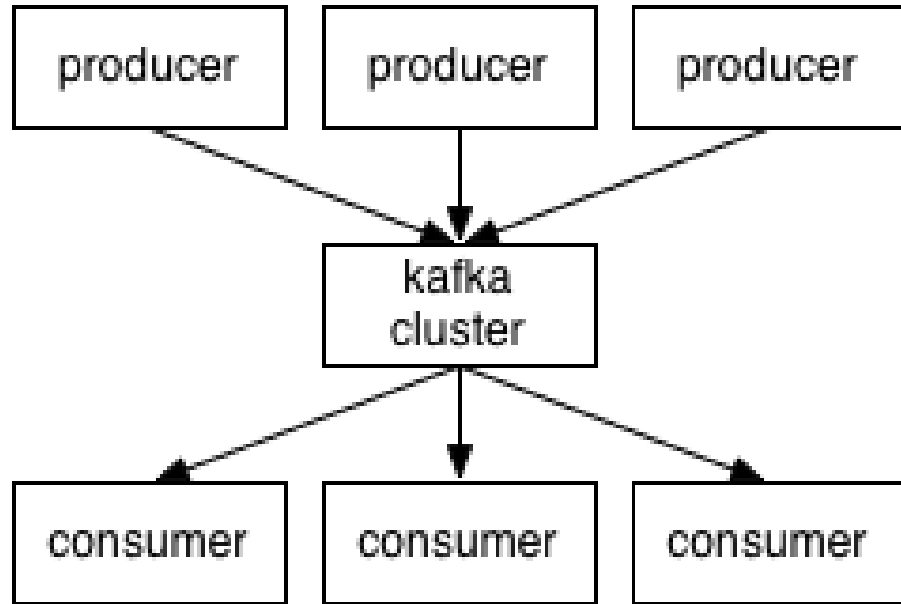 producer
producer
producer
kafka
cluster
consumer
consumer
consumer